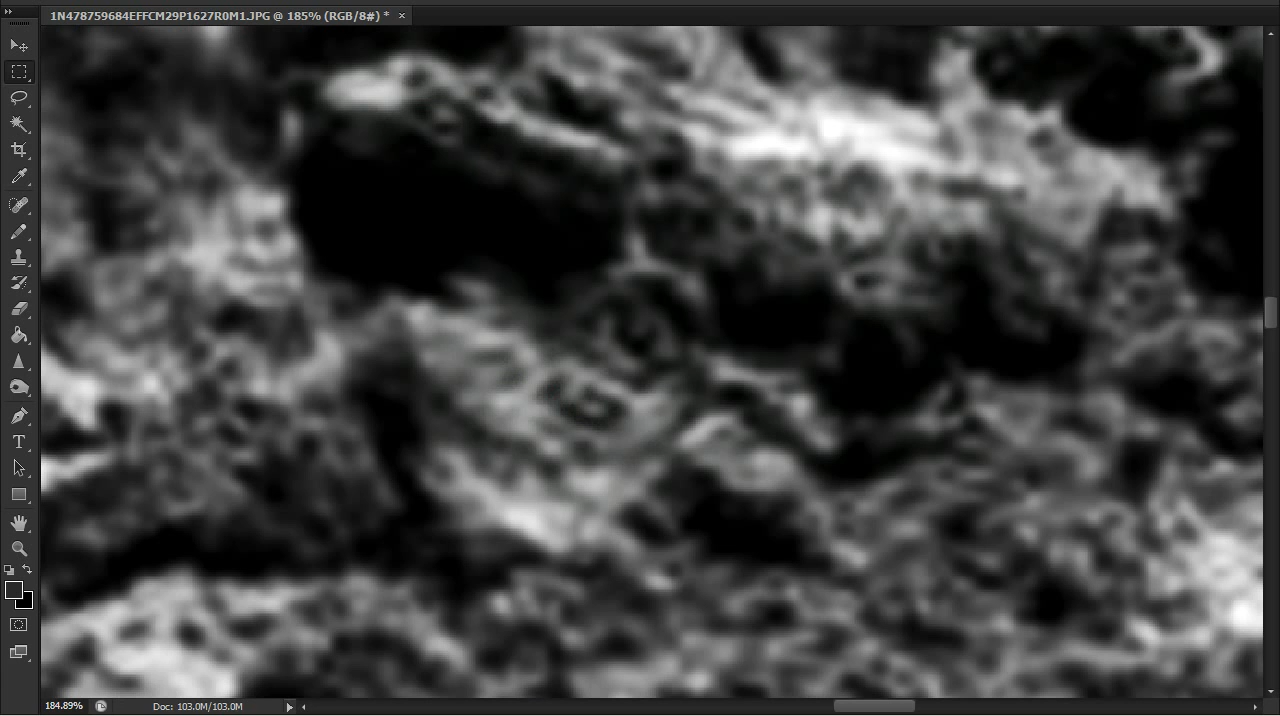 1N478759684EFFCM29P1627R0M1.JPG @ 185% (RGB/8#) * ×
184.89%
Doc: 103.0M/103.0M